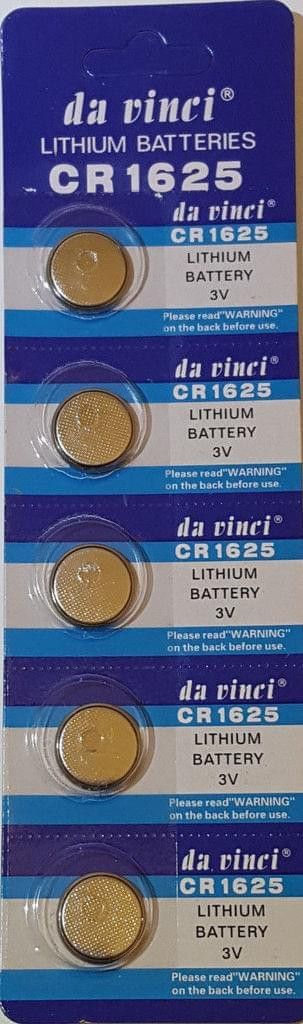 da vinci®
LITHIUM BATTERIES
CR1625
da vinci®
CR1625
LITHIUM
BATTERY
3V
Please read"WARNING"
on the back before use.
da vinci®
CR1625
LITHIUM
BATTERY
3V
Please read"WARNING"
on the back before use.
da vinci®
CR1625
LITHIUM
BATTERY
3V
Please read"WARNING"
on the back before use.
da vinci®
CR1625
LITHIUM
BATTERY
3V
Please read"WARNING"
on the back before use.
da vinci®
CR1625
LITHIUM
BATTERY
3V
Please read"WARNING"
on the back before use.